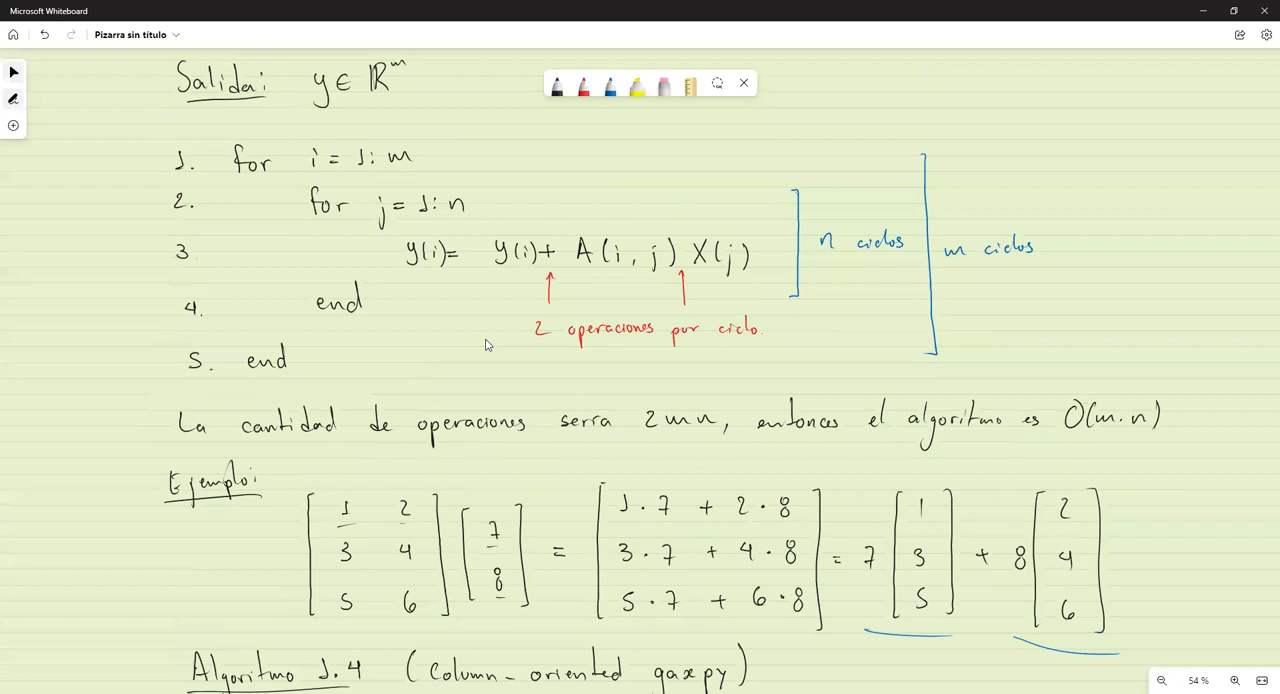 Microsoft Whiteboard
Pizarra sin título
Salida: y ∈ ℝ^m
1. for i = 1:m
2. for j = 1:n
3 y(i)= y(i)+ A(i, j) X(j)
n ciclos
m ciclos
4. end
2 operaciones por ciclo.
5. end
La cantidad de operaciones serra 2mn, entonces el algoritmo es O(m·n)
Ejemplo:
[1 2; 3 4; 5 6] [7; 8] = [1·7 + 2·8; 3·7 + 4·8; 5·7 + 6·8] = 7 [1; 3; 5] + 8 [2; 4; 6]
Algoritmo 1.4 (Column-oriented gaxpy)
54 %